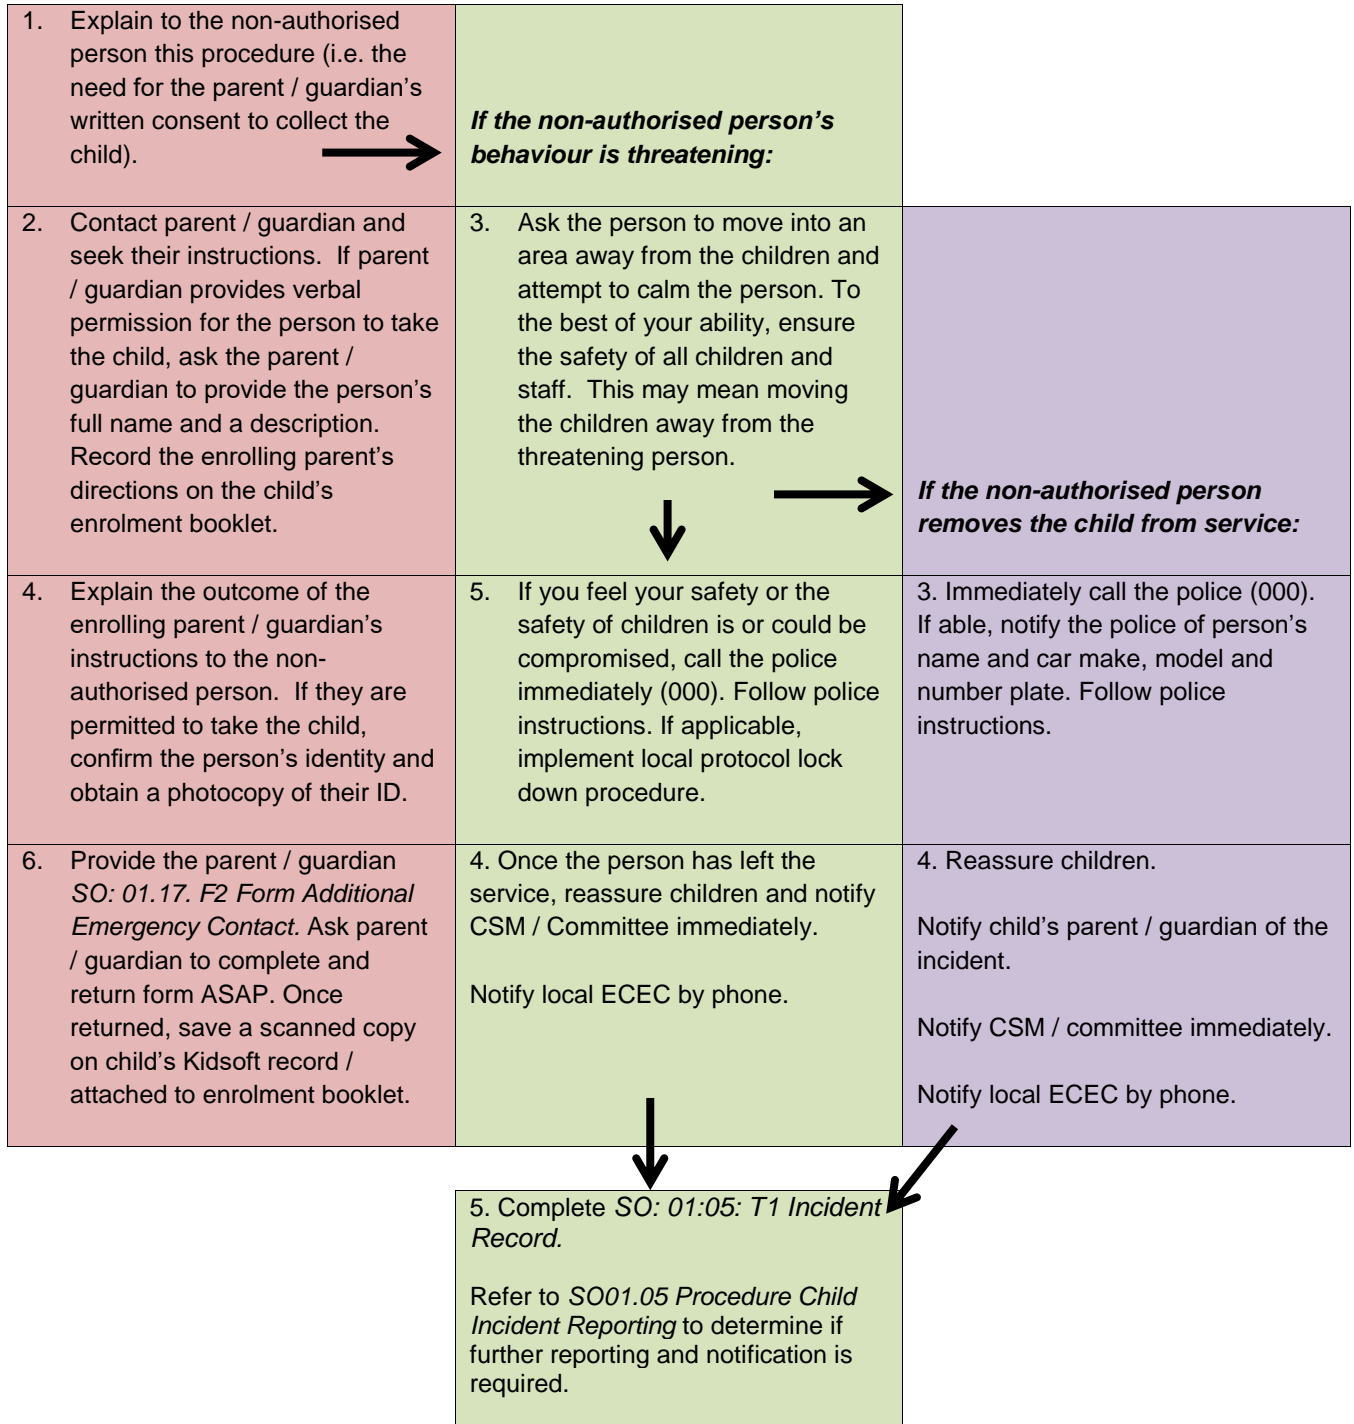 1. Explain to the non-authorised
person this procedure (i.e. the
need for the parent / guardian’s
written consent to collect the
child).
If the non-authorised person’s
behaviour is threatening:
2. Contact parent / guardian and
seek their instructions.  If parent
/ guardian provides verbal
permission for the person to take
the child, ask the parent /
guardian to provide the person’s
full name and a description.
Record the enrolling parent’s
directions on the child’s
enrolment booklet.
3. Ask the person to move into an
area away from the children and
attempt to calm the person. To
the best of your ability, ensure
the safety of all children and
staff.  This may mean moving
the children away from the
threatening person.
If the non-authorised person
removes the child from service:
4. Explain the outcome of the
enrolling parent / guardian’s
instructions to the non-
authorised person.  If they are
permitted to take the child,
confirm the person’s identity and
obtain a photocopy of their ID.
5. If you feel your safety or the
safety of children is or could be
compromised, call the police
immediately (000). Follow police
instructions. If applicable,
implement local protocol lock
down procedure.
3. Immediately call the police (000).
If able, notify the police of person’s
name and car make, model and
number plate. Follow police
instructions.
6. Provide the parent / guardian
SO: 01.17. F2 Form Additional
Emergency Contact. Ask parent
/ guardian to complete and
return form ASAP. Once
returned, save a scanned copy
on child’s Kidsoft record /
attached to enrolment booklet.
4. Once the person has left the
service, reassure children and notify
CSM / Committee immediately.
Notify local ECEC by phone.
4. Reassure children.
Notify child’s parent / guardian of the
incident.
Notify CSM / committee immediately.
Notify local ECEC by phone.
5. Complete SO: 01:05: T1 Incident
Record.
Refer to SO01.05 Procedure Child
Incident Reporting to determine if
further reporting and notification is
required.